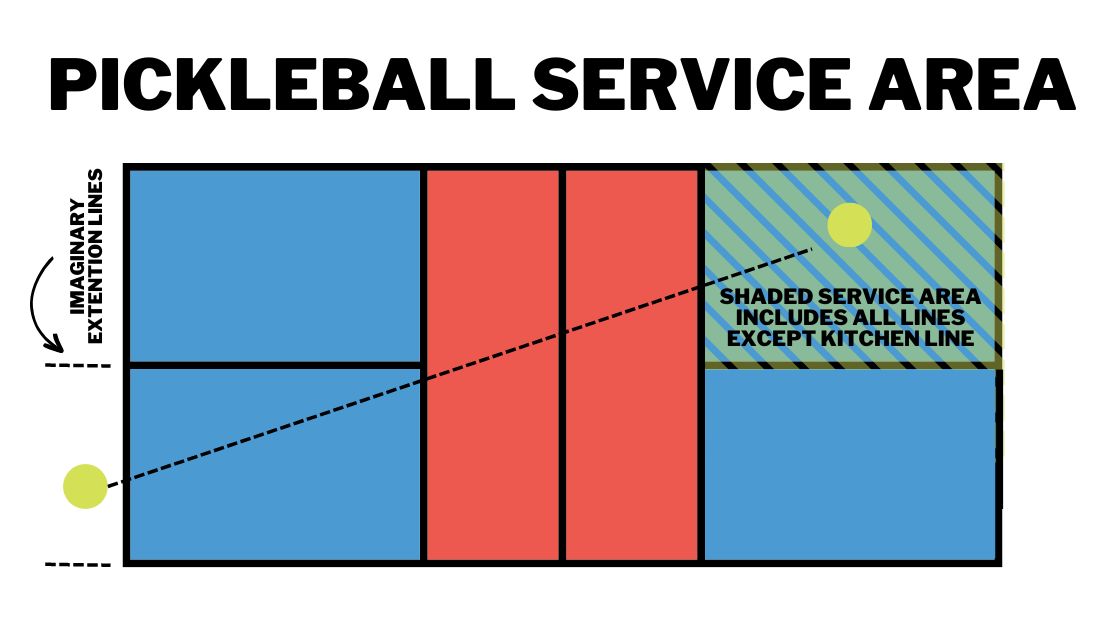 PICKLEBALL SERVICE AREA
IMAGINARY
EXTENTION LINES
SHADED SERVICE AREA
INCLUDES ALL LINES
EXCEPT KITCHEN LINE